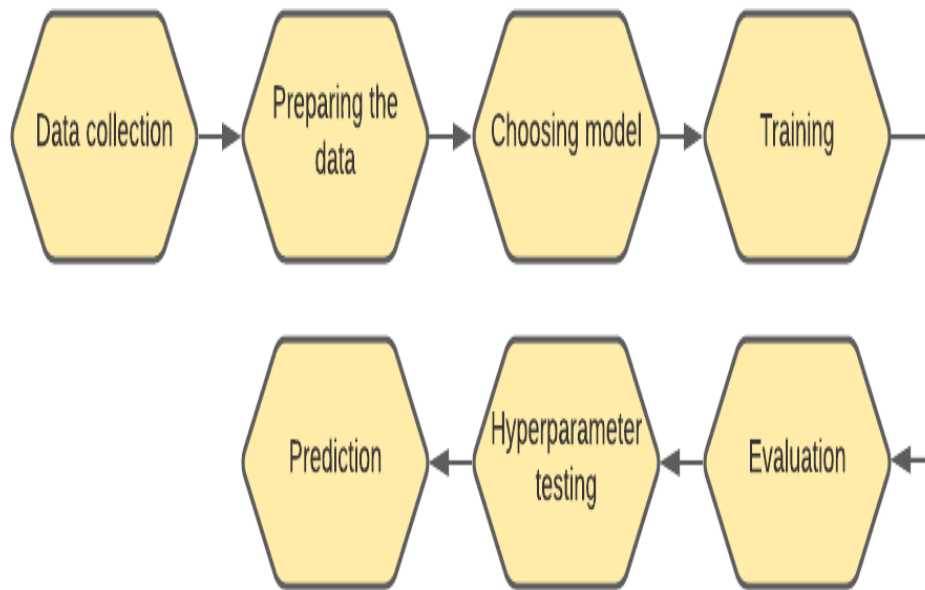 Data collection
Preparing the
data
Choosing model
Training
Evaluation
Hyperparameter
testing
Prediction